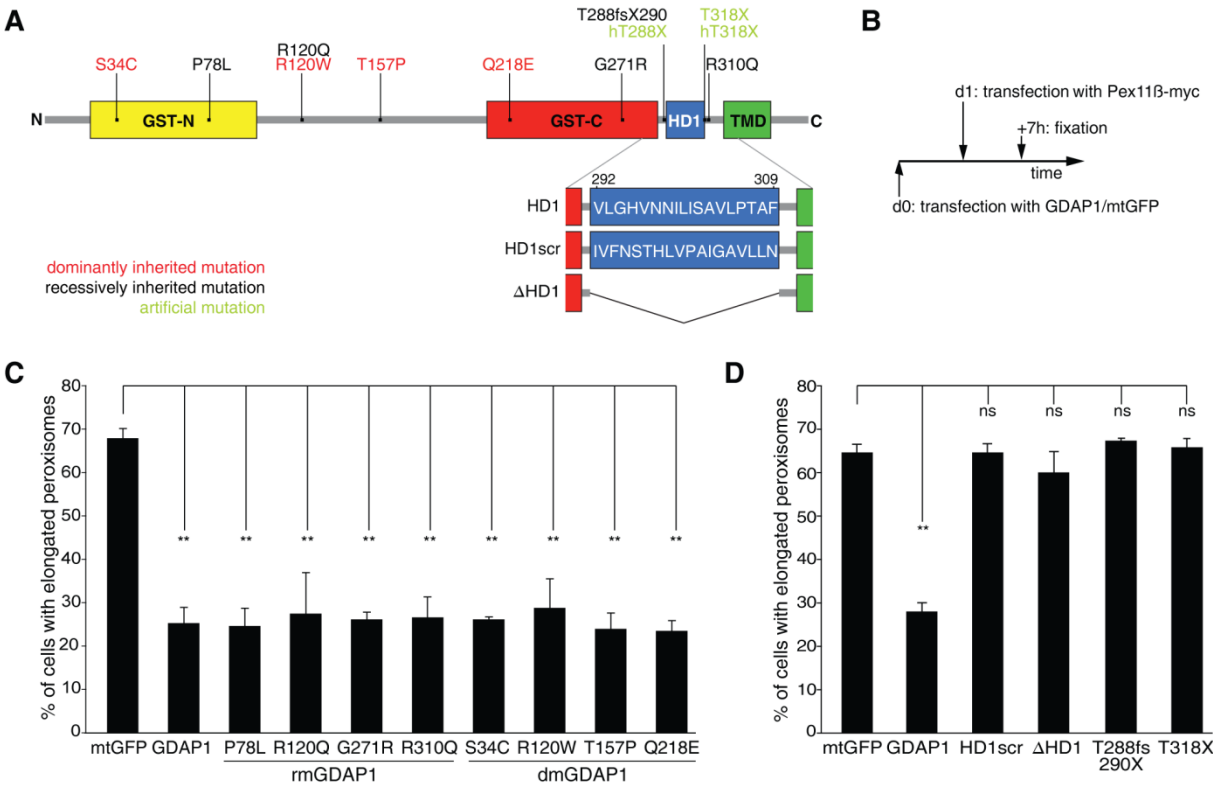 A
T288fsX290
T318X
hT288X
hT318X
R120Q
S34C
P78L
R120W
T157P
Q218E
G271R
R310Q
N
GST-N
GST-C
HD1
TMD
C
292
309
HD1
VLGHVNNILISAVLPTAF
HD1scr
IVFNSTHLVPAIGAVLLN
ΔHD1
dominantly inherited mutation
recessively inherited mutation
artificial mutation
B
d1: transfection with Pex11ß-myc
+7h: fixation
time
d0: transfection with GDAP1/mtGFP
C
% of cells with elongated peroxisomes
80
70
60
50
40
30
20
10
0
** ** ** ** ** ** ** ** **
mtGFP GDAP1 P78L R120Q G271R R310Q S34C R120W T157P Q218E
rmGDAP1
dmGDAP1
D
% of cells with elongated peroxisomes
80
70
60
50
40
30
20
10
0
ns ns ns ns
**
mtGFP GDAP1 HD1scr ΔHD1 T288fs T318X
290X